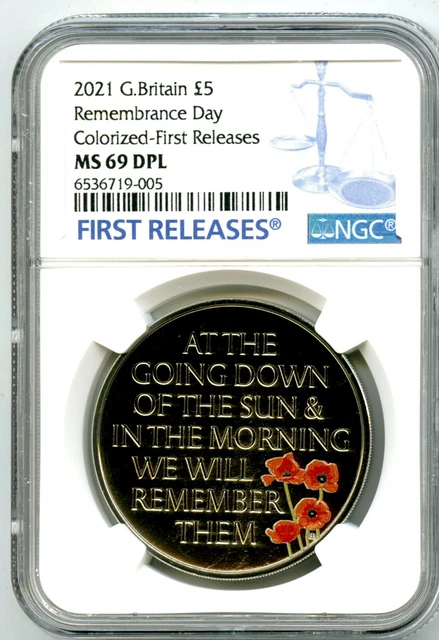 2021 G.Britain £5
Remembrance Day
Colorized-First Releases
MS 69 DPL
6536719-005
FIRST RELEASES®
NGC®
AT THE
GOING DOWN
OF THE SUN &
IN THE MORNING
WE WILL
REMEMBER
THEM